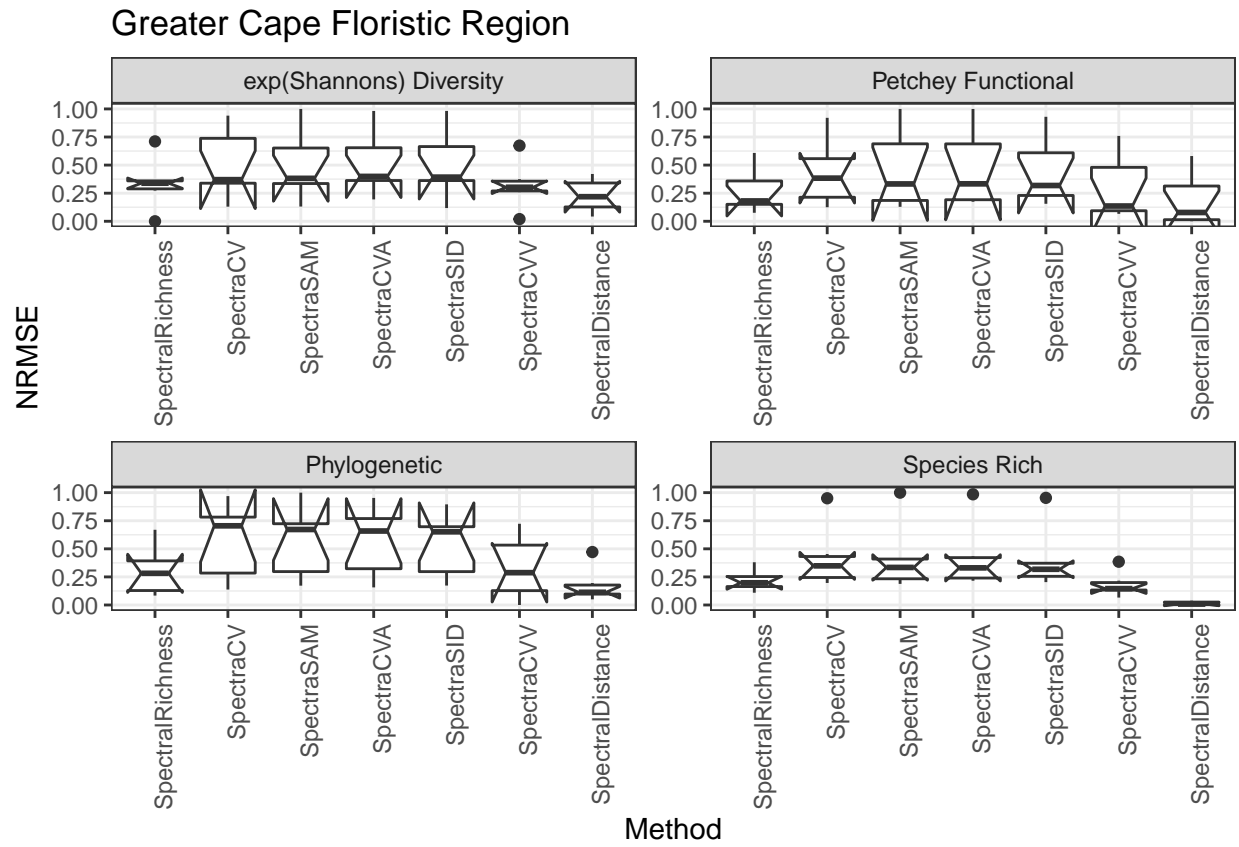 Greater Cape Floristic Region
exp(Shannons) Diversity
Petchey Functional
1.00
0.75
0.50
0.25
0.00
SpectralRichness
SpectraCV
SpectraSAM
SpectraCVA
SpectraSID
SpectraCVV
SpectralDistance
1.00
0.75
0.50
0.25
0.00
SpectralRichness
SpectraCV
SpectraSAM
SpectraCVA
SpectraSID
SpectraCVV
SpectralDistance
NRMSE
Phylogenetic
Species Rich
1.00
0.75
0.50
0.25
0.00
SpectralRichness
SpectraCV
SpectraSAM
SpectraCVA
SpectraSID
SpectraCVV
SpectralDistance
1.00
0.75
0.50
0.25
0.00
SpectralRichness
SpectraCV
SpectraSAM
SpectraCVA
SpectraSID
SpectraCVV
SpectralDistance
Method